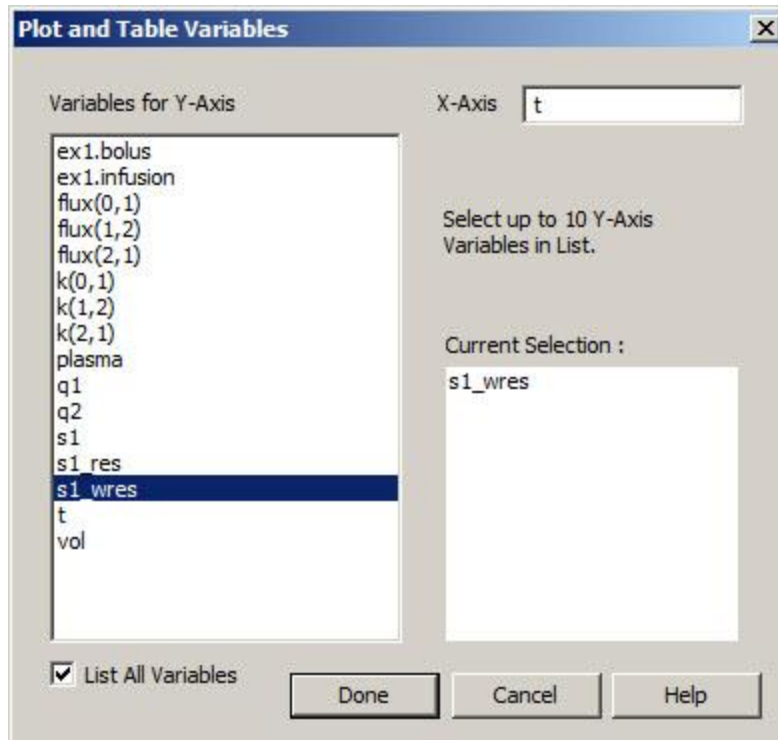 Plot and Table Variables
Variables for Y-Axis
X-Axis t
ex1.bolus
ex1.infusion
flux(0,1)
flux(1,2)
flux(2,1)
k(0,1)
k(1,2)
k(2,1)
plasma
q1
q2
s1
s1_res
s1_wres
t
vol
Select up to 10 Y-Axis
Variables in List.
Current Selection :
s1_wres
List All Variables
Done Cancel Help